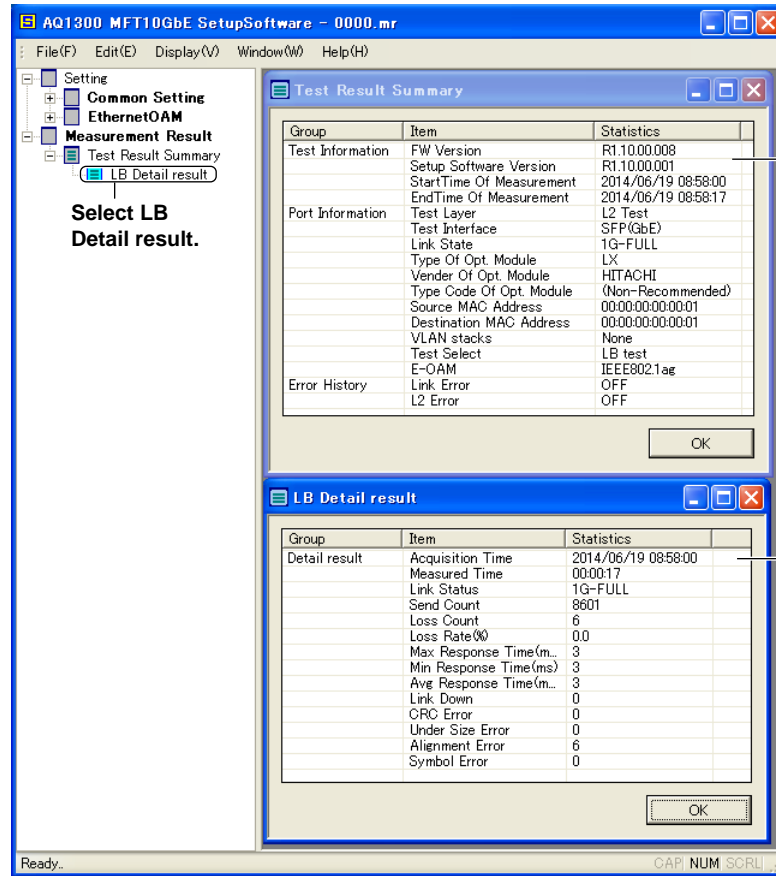 AQ1300 MFT10GbE SetupSoftware - 0000.mr
File(F) Edit(E) Display(V) Window(W) Help(H)
Setting
Common Setting
EthernetOAM
Measurement Result
Test Result Summary
LB Detail result
Select LB
Detail result.
Test Result Summary
Group Item Statistics
Test Information FW Version R1.10.00.008
Setup Software Version R1.10.00.001
StartTime Of Measurement 2014/06/19 08:58:00
EndTime Of Measurement 2014/06/19 08:58:17
Port Information Test Layer L2 Test
Test Interface SFP(GbE)
Link State 1G-FULL
Type Of Opt. Module LX
Vender Of Opt. Module HITACHI
Type Code Of Opt. Module (Non-Recommended)
Source MAC Address 00:00:00:00:00:01
Destination MAC Address 00:00:00:00:00:01
VLAN stacks None
Test Select LB test
E-OAM IEEE802.1ag
Error History Link Error OFF
L2 Error OFF
OK
LB Detail result
Group Item Statistics
Detail result Acquisition Time 2014/06/19 08:58:00
Measured Time 00:00:17
Link Status 1G-FULL
Send Count 8601
Loss Count 6
Loss Rate(%) 0.0
Max Response Time(m... 3
Min Response Time(ms) 3
Avg Response Time(m... 3
Link Down 0
CRC Error 0
Under Size Error 0
Alignment Error 6
Symbol Error 0
OK
Ready..
CAP NUM SCRL